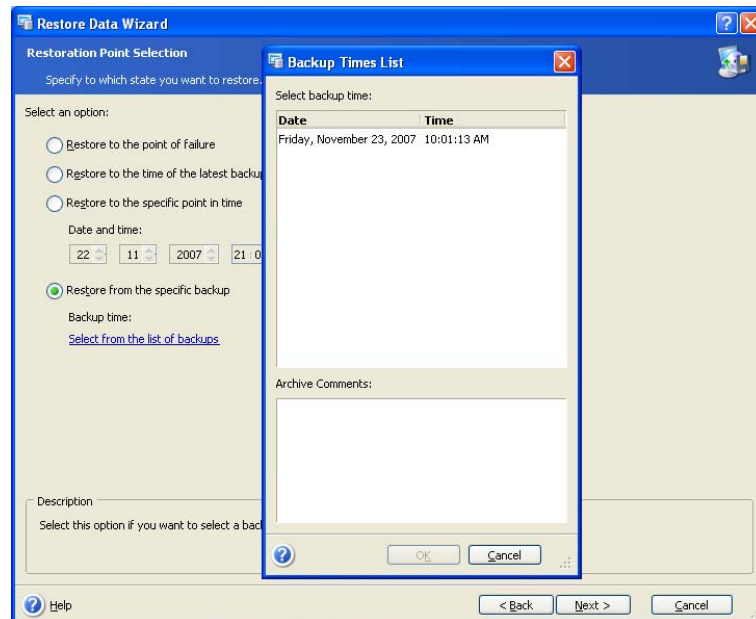 Restore Data Wizard
Restoration Point Selection
Specify to which state you want to restore.
Select an option:
Restore to the point of failure
Restore to the time of the latest backup
Restore to the specific point in time
Date and time:
22 11 2007 21:0
Restore from the specific backup
Backup time:
Select from the list of backups
Description
Select this option if you want to select a bac
Help
< Back Next > Cancel
Backup Times List
Select backup time:
Date Time
Friday, November 23, 2007 10:01:13 AM
Archive Comments:
OK Cancel